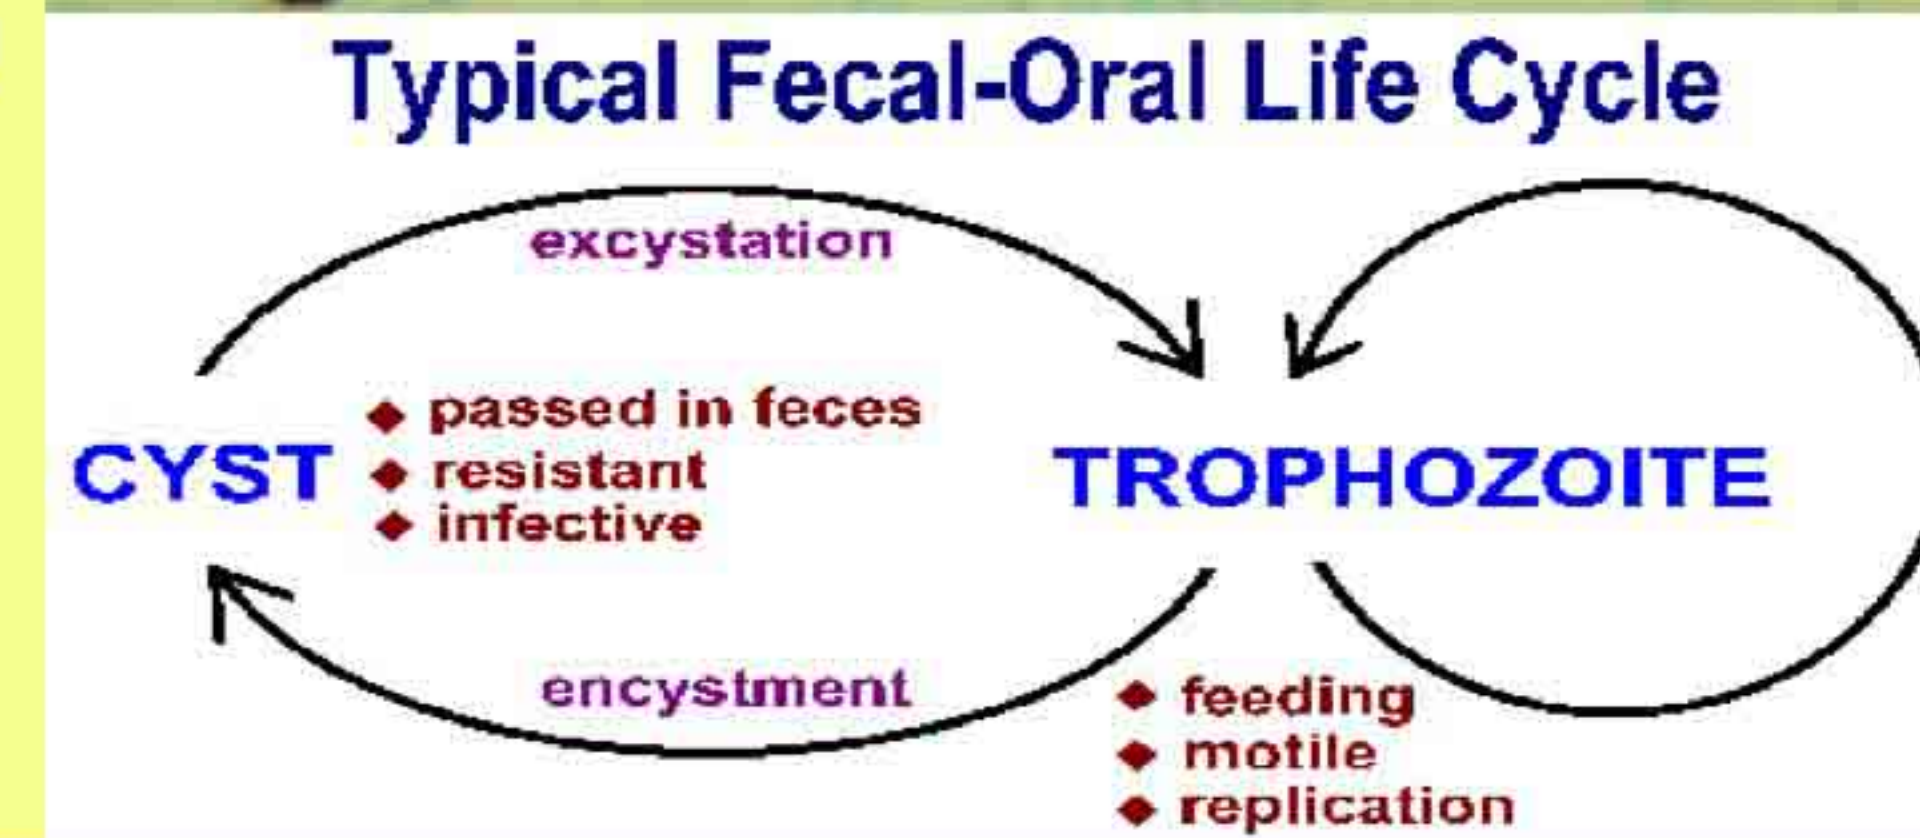 Typical Fecal-Oral Life Cycle
excystation
CYST
◆ passed in feces
◆ resistant
◆ infective
TROPHOZOITE
encystment
◆ feeding
◆ motile
◆ replication